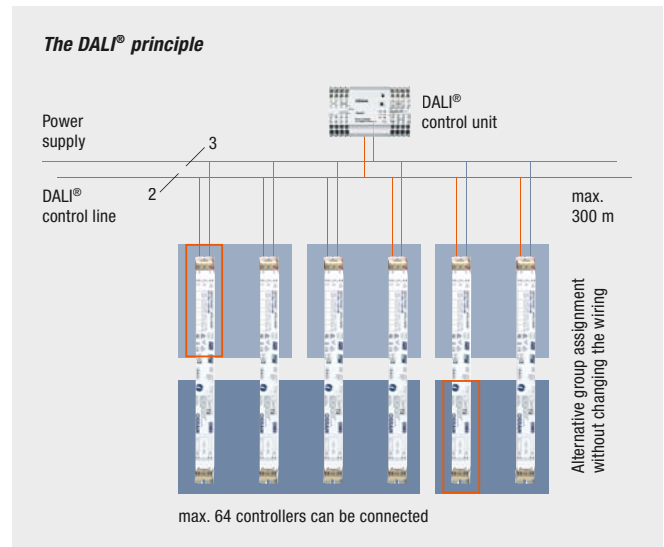 The DALI® principle
DALI®
control unit
Power
supply
3
DALI®
control line
2
max.
300 m
Alternative group assignment
without changing the wiring
max. 64 controllers can be connected